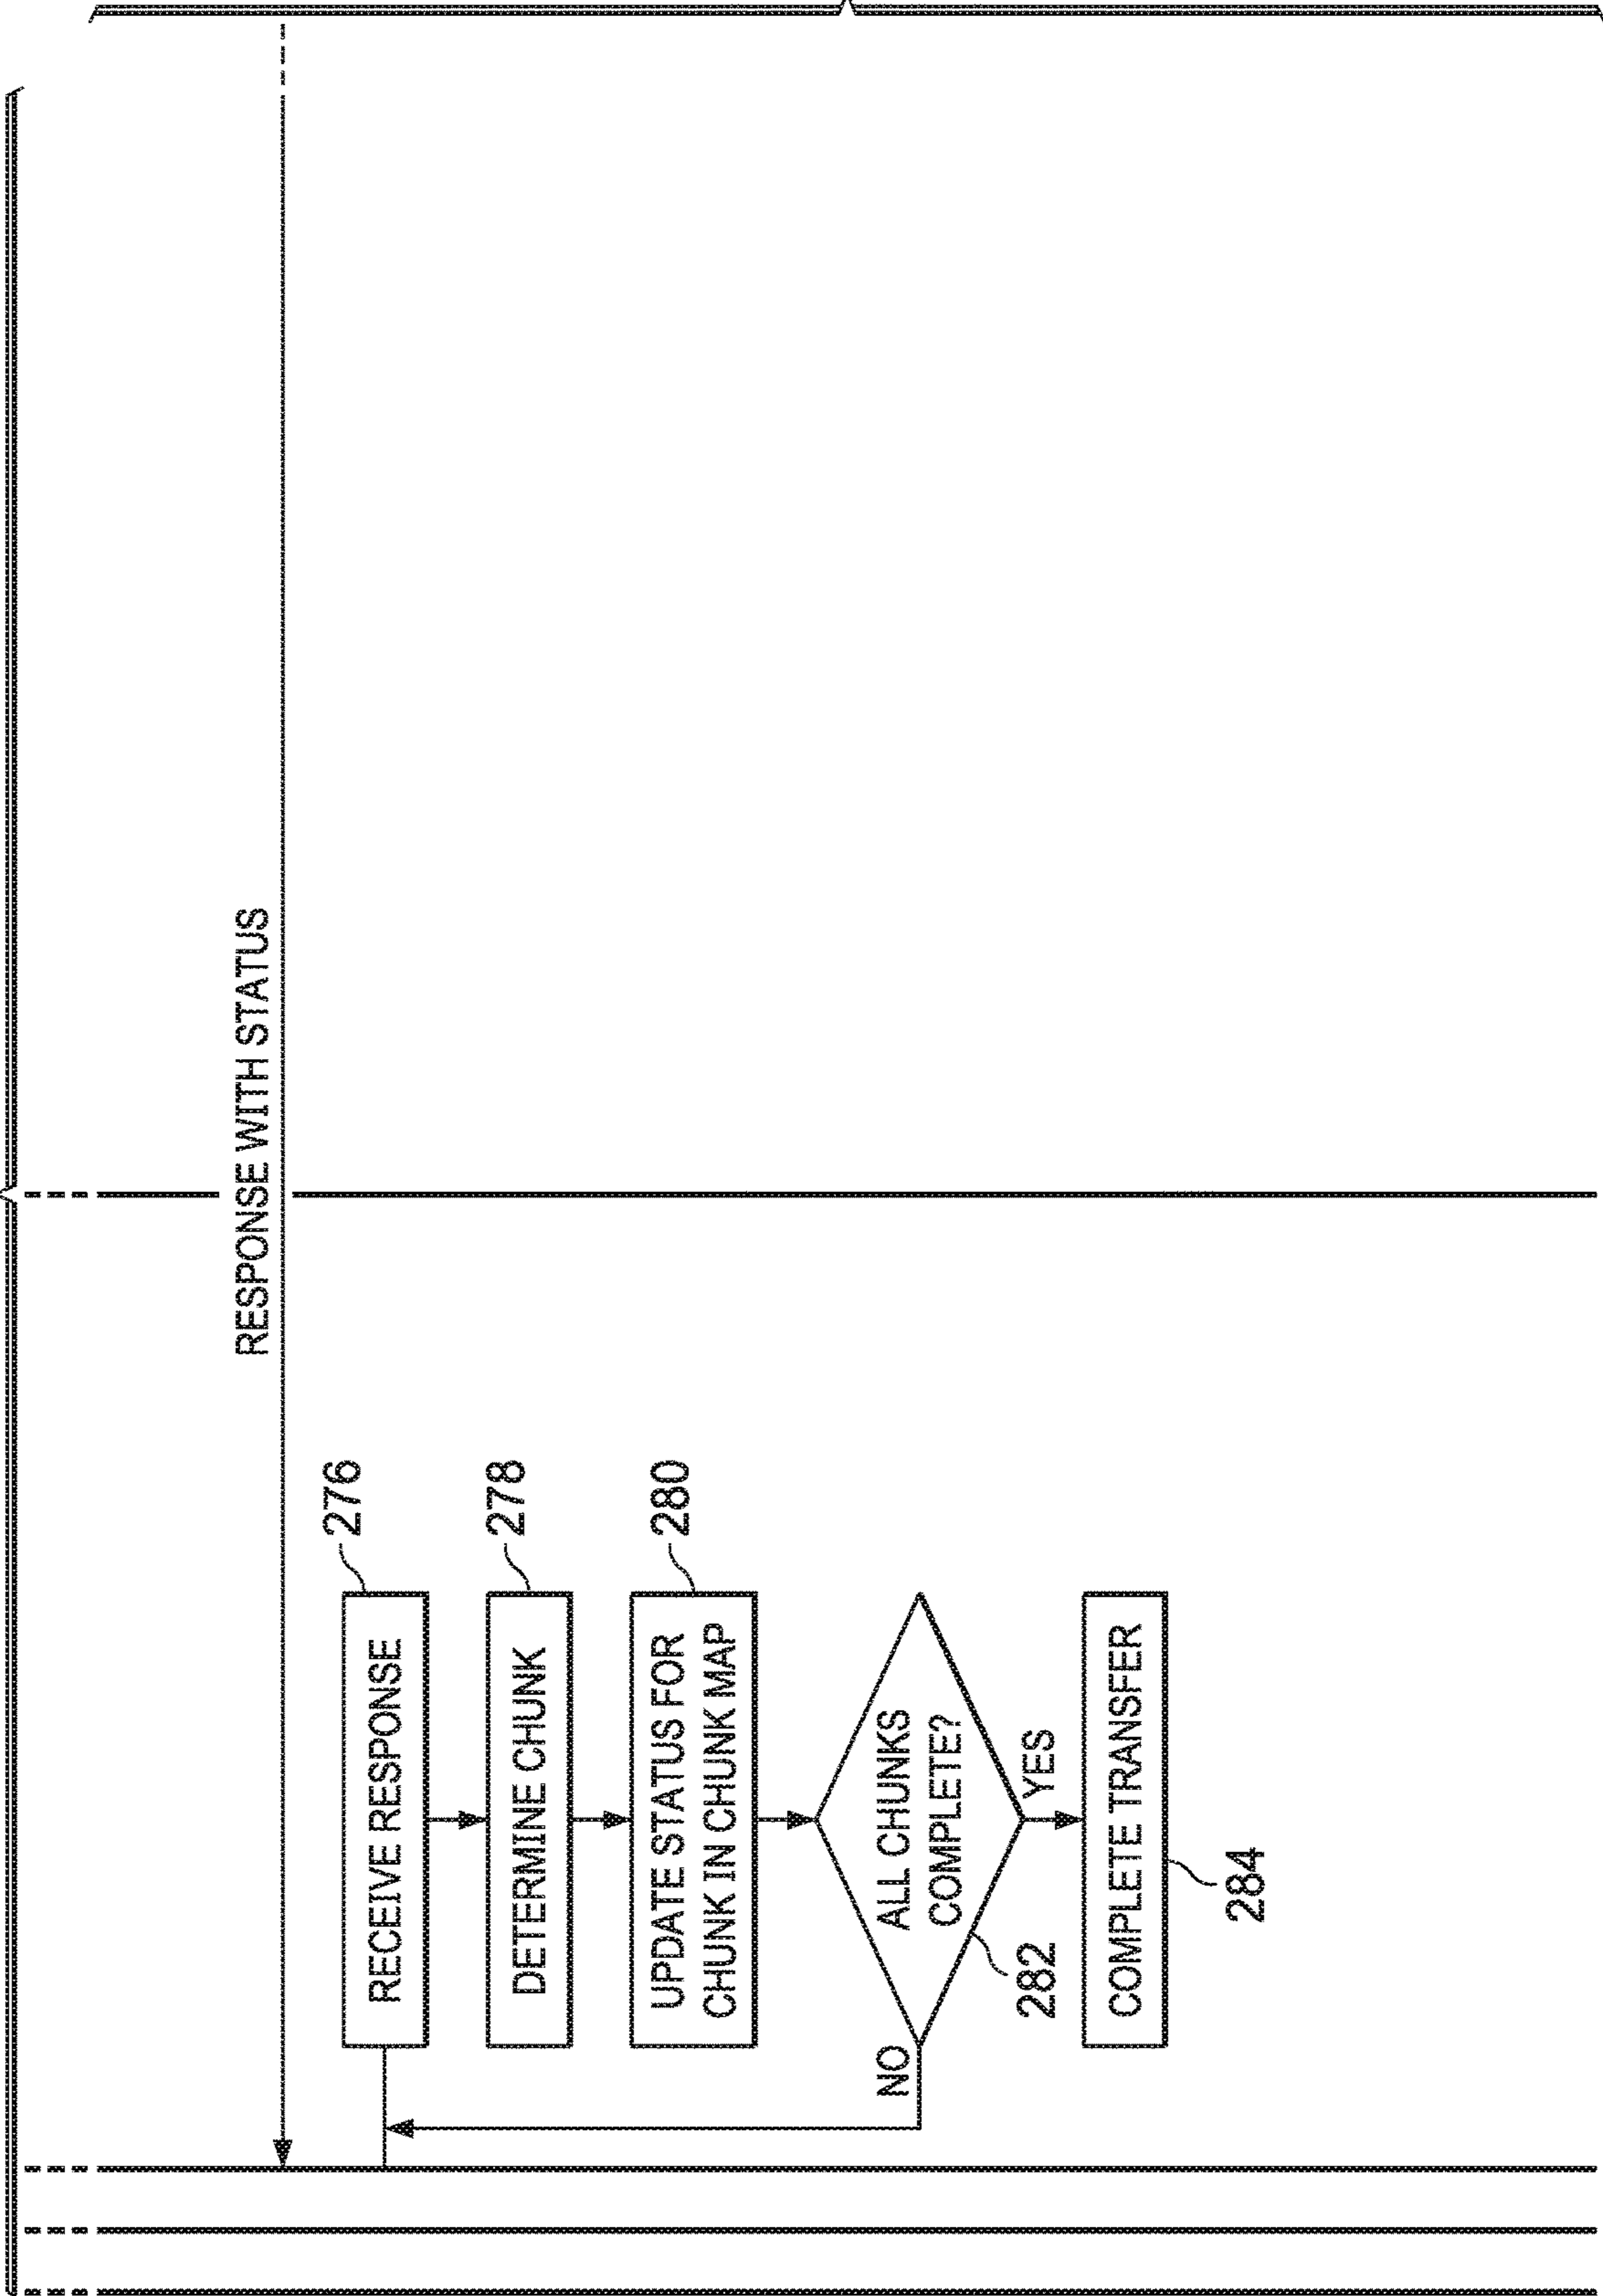 RESPONSE WITH STATUS
276
RECEIVE RESPONSE
278
DETERMINE CHUNK
280
UPDATE STATUS FOR
CHUNK IN CHUNK MAP
ALL CHUNKS
COMPLETE?
NO
282
YES
COMPLETE TRANSFER
284